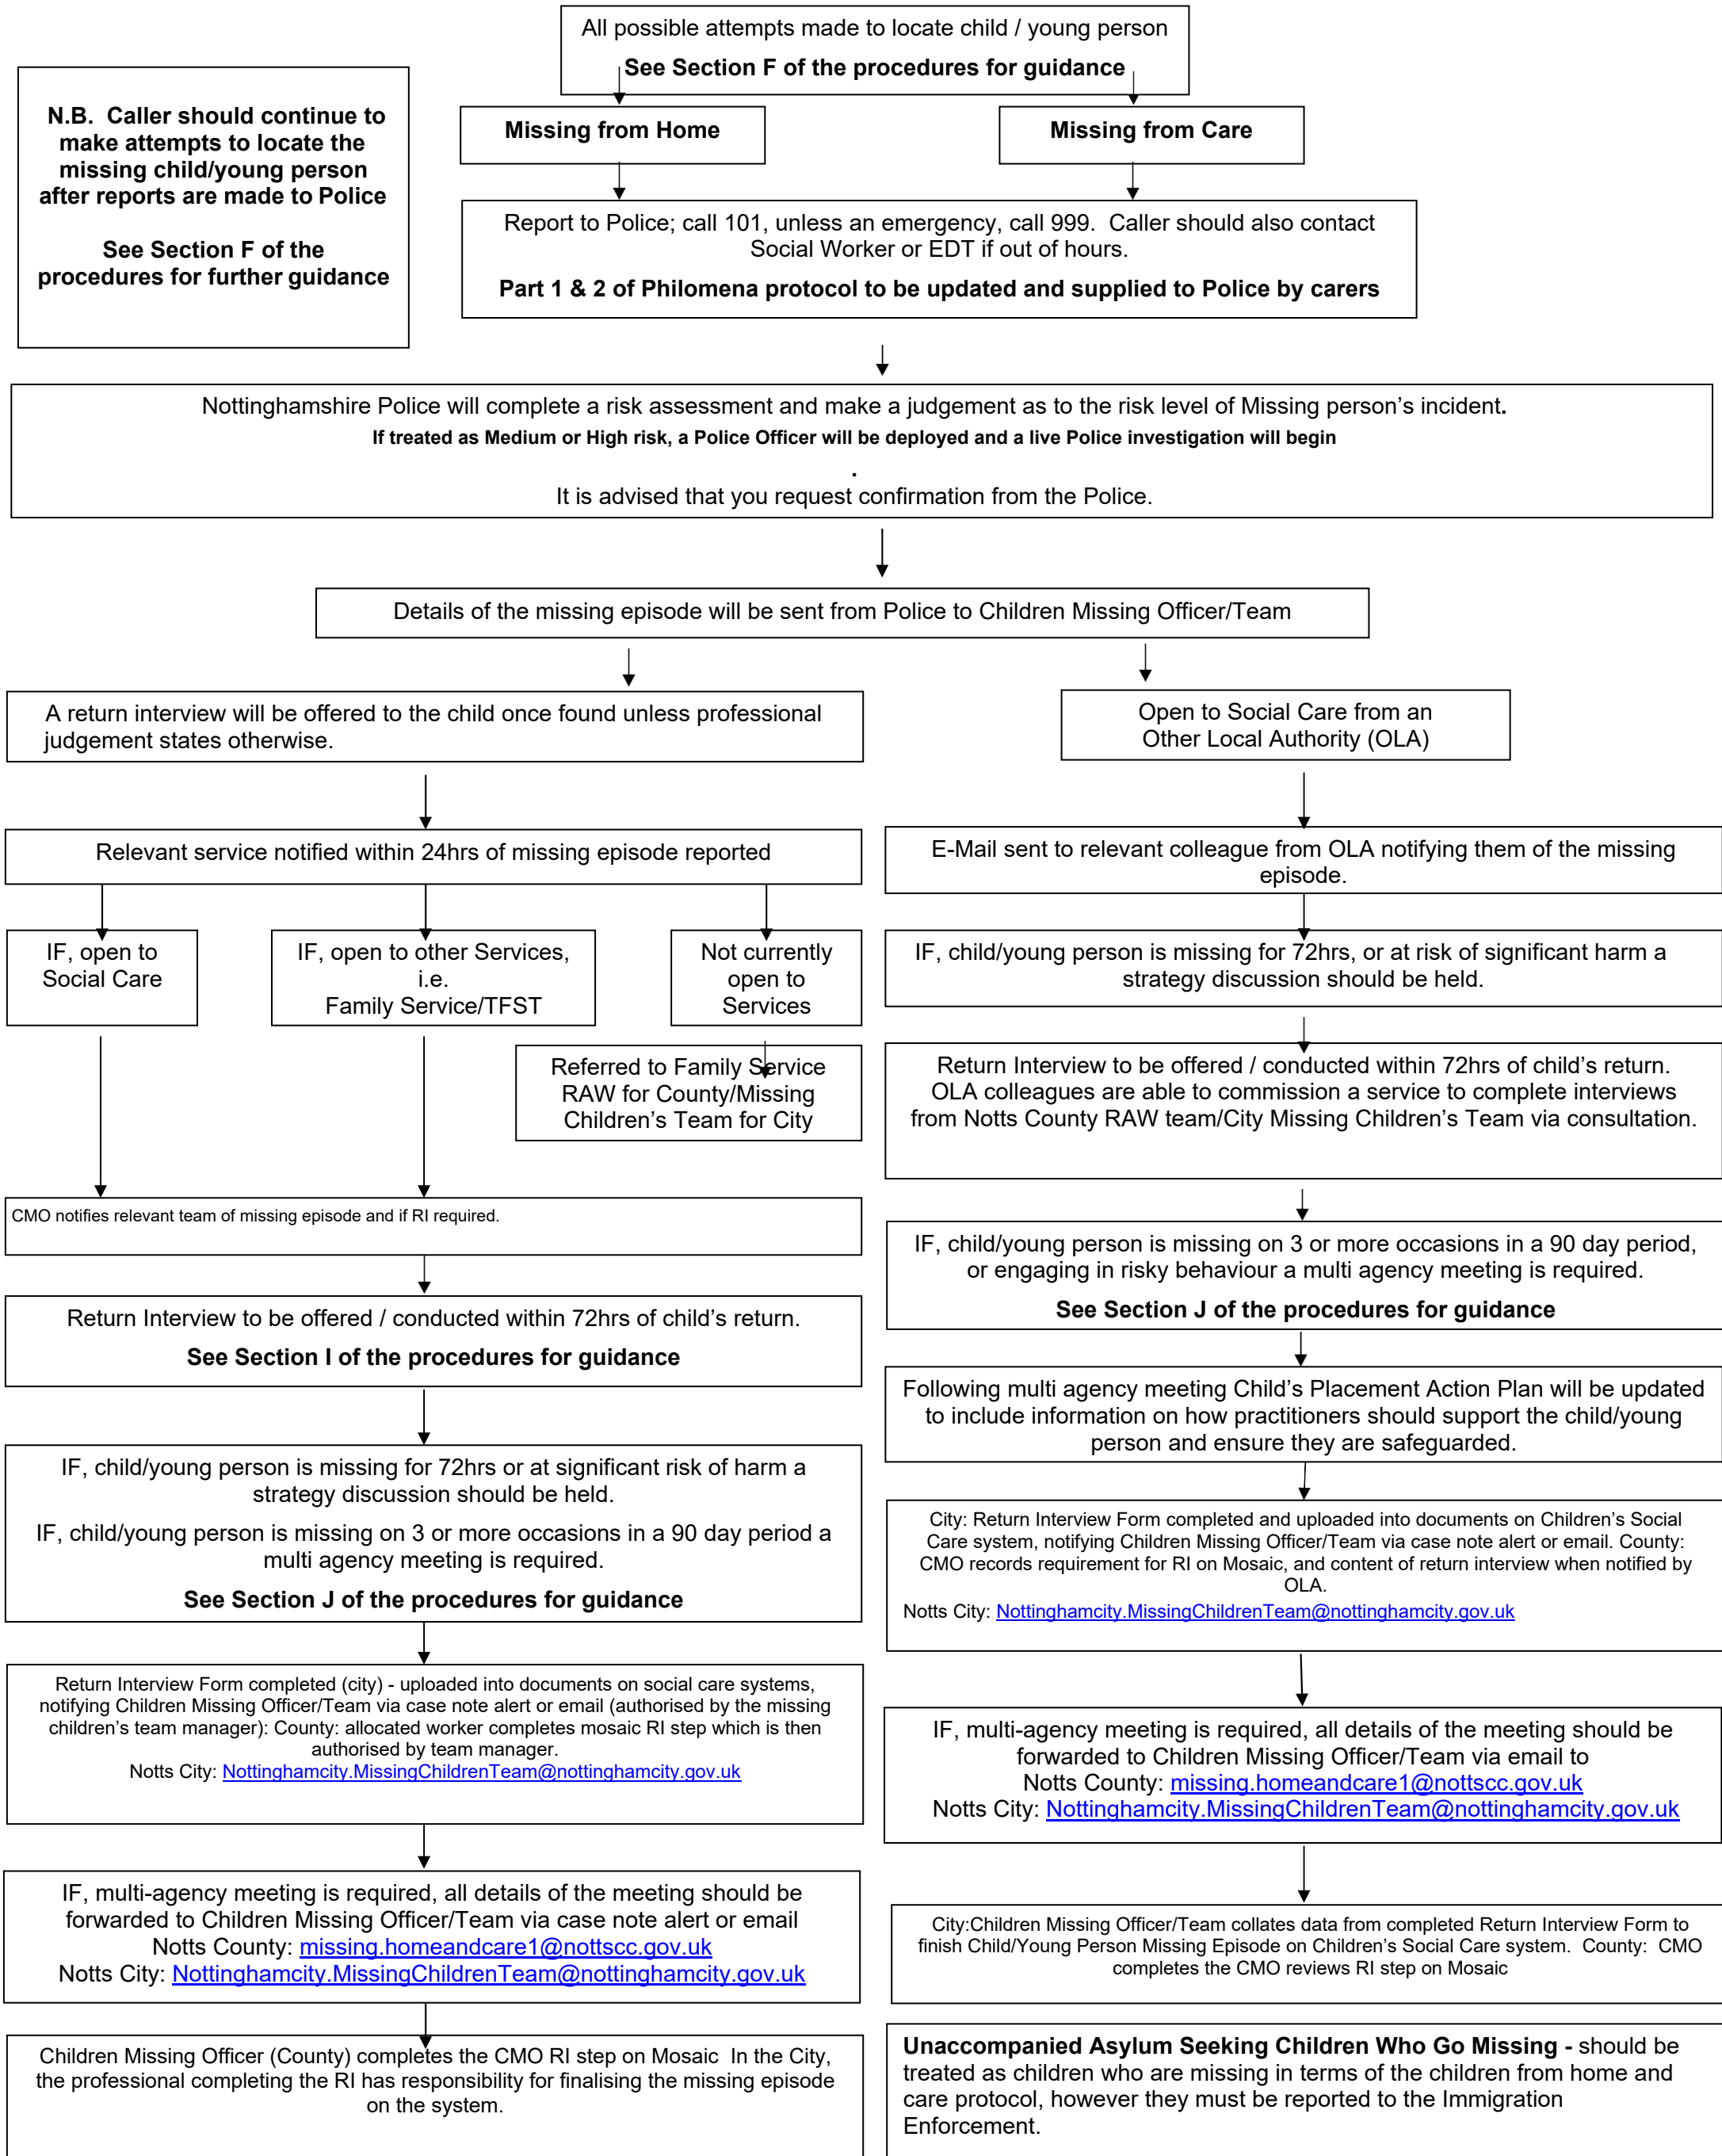 All possible attempts made to locate child / young person
See Section F of the procedures for guidance
N.B.  Caller should continue to
make attempts to locate the
missing child/young person
after reports are made to Police
See Section F of the
procedures for further guidance
Missing from Home
Missing from Care
Report to Police; call 101, unless an emergency, call 999.  Caller should also contact
Social Worker or EDT if out of hours.
Part 1 & 2 of Philomena protocol to be updated and supplied to Police by carers
Nottinghamshire Police will complete a risk assessment and make a judgement as to the risk level of Missing person's incident.
If treated as Medium or High risk, a Police Officer will be deployed and a live Police investigation will begin
.
It is advised that you request confirmation from the Police.
Details of the missing episode will be sent from Police to Children Missing Officer/Team
A return interview will be offered to the child once found unless professional
judgement states otherwise.
Relevant service notified within 24hrs of missing episode reported
IF, open to
Social Care
IF, open to other Services,
i.e.
Family Service/TFST
Not currently
open to
Services
Referred to Family Service
RAW for County/Missing
Children's Team for City
CMO notifies relevant team of missing episode and if RI required.
Return Interview to be offered / conducted within 72hrs of child's return.
See Section I of the procedures for guidance
IF, child/young person is missing for 72hrs or at significant risk of harm a
strategy discussion should be held.
IF, child/young person is missing on 3 or more occasions in a 90 day period a
multi agency meeting is required.
See Section J of the procedures for guidance
Return Interview Form completed (city) - uploaded into documents on social care systems,
notifying Children Missing Officer/Team via case note alert or email (authorised by the missing
children's team manager): County: allocated worker completes mosaic RI step which is then
authorised by team manager.
Notts City: Nottinghamcity.MissingChildrenTeam@nottinghamcity.gov.uk
IF, multi-agency meeting is required, all details of the meeting should be
forwarded to Children Missing Officer/Team via case note alert or email
Notts County: missing.homeandcare1@nottscc.gov.uk
Notts City: Nottinghamcity.MissingChildrenTeam@nottinghamcity.gov.uk
Children Missing Officer (County) completes the CMO RI step on Mosaic  In the City,
the professional completing the RI has responsibility for finalising the missing episode
on the system.
Open to Social Care from an
Other Local Authority (OLA)
E-Mail sent to relevant colleague from OLA notifying them of the missing
episode.
IF, child/young person is missing for 72hrs, or at risk of significant harm a
strategy discussion should be held.
Return Interview to be offered / conducted within 72hrs of child's return.
OLA colleagues are able to commission a service to complete interviews
from Notts County RAW team/City Missing Children's Team via consultation.
IF, child/young person is missing on 3 or more occasions in a 90 day period,
or engaging in risky behaviour a multi agency meeting is required.
See Section J of the procedures for guidance
Following multi agency meeting Child's Placement Action Plan will be updated
to include information on how practitioners should support the child/young
person and ensure they are safeguarded.
City: Return Interview Form completed and uploaded into documents on Children's Social
Care system, notifying Children Missing Officer/Team via case note alert or email. County:
CMO records requirement for RI on Mosaic, and content of return interview when notified by
OLA.
Notts City: Nottinghamcity.MissingChildrenTeam@nottinghamcity.gov.uk
IF, multi-agency meeting is required, all details of the meeting should be
forwarded to Children Missing Officer/Team via email to
Notts County: missing.homeandcare1@nottscc.gov.uk
Notts City: Nottinghamcity.MissingChildrenTeam@nottinghamcity.gov.uk
City:Children Missing Officer/Team collates data from completed Return Interview Form to
finish Child/Young Person Missing Episode on Children's Social Care system.  County:  CMO
completes the CMO reviews RI step on Mosaic
Unaccompanied Asylum Seeking Children Who Go Missing - should be
treated as children who are missing in terms of the children from home and
care protocol, however they must be reported to the Immigration
Enforcement.